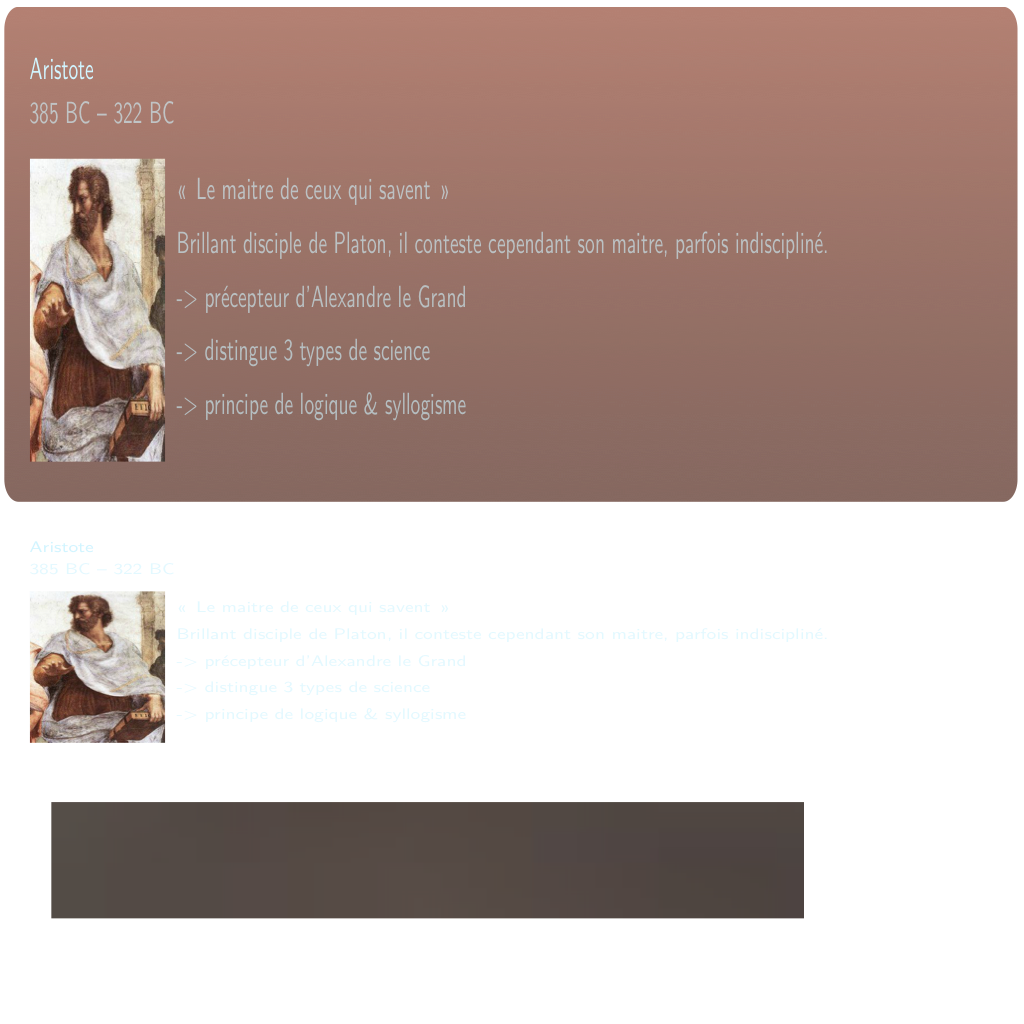 Aristote
385 BC – 322 BC
« Le maitre de ceux qui savent »
Brillant disciple de Platon, il conteste cependant son maitre, parfois indiscipliné.
-> précepteur d'Alexandre le Grand
-> distingue 3 types de science
-> principe de logique & syllogisme
Aristote
385 BC – 322 BC
« Le maitre de ceux qui savent »
Brillant disciple de Platon, il conteste cependant son maitre, parfois indiscipliné.
-> précepteur d'Alexandre le Grand
-> distingue 3 types de science
-> principe de logique & syllogisme